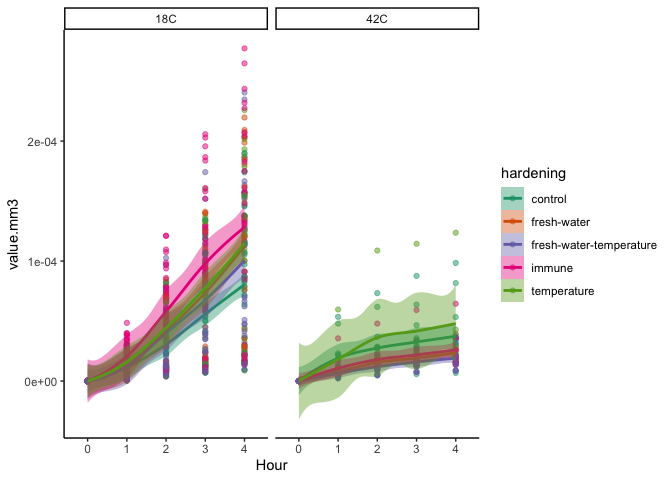 18C
42C
value.mm3
2e-04
1e-04
0e+00
0 1 2 3 4
0 1 2 3 4
Hour
hardening
control
fresh-water
fresh-water-temperature
immune
temperature